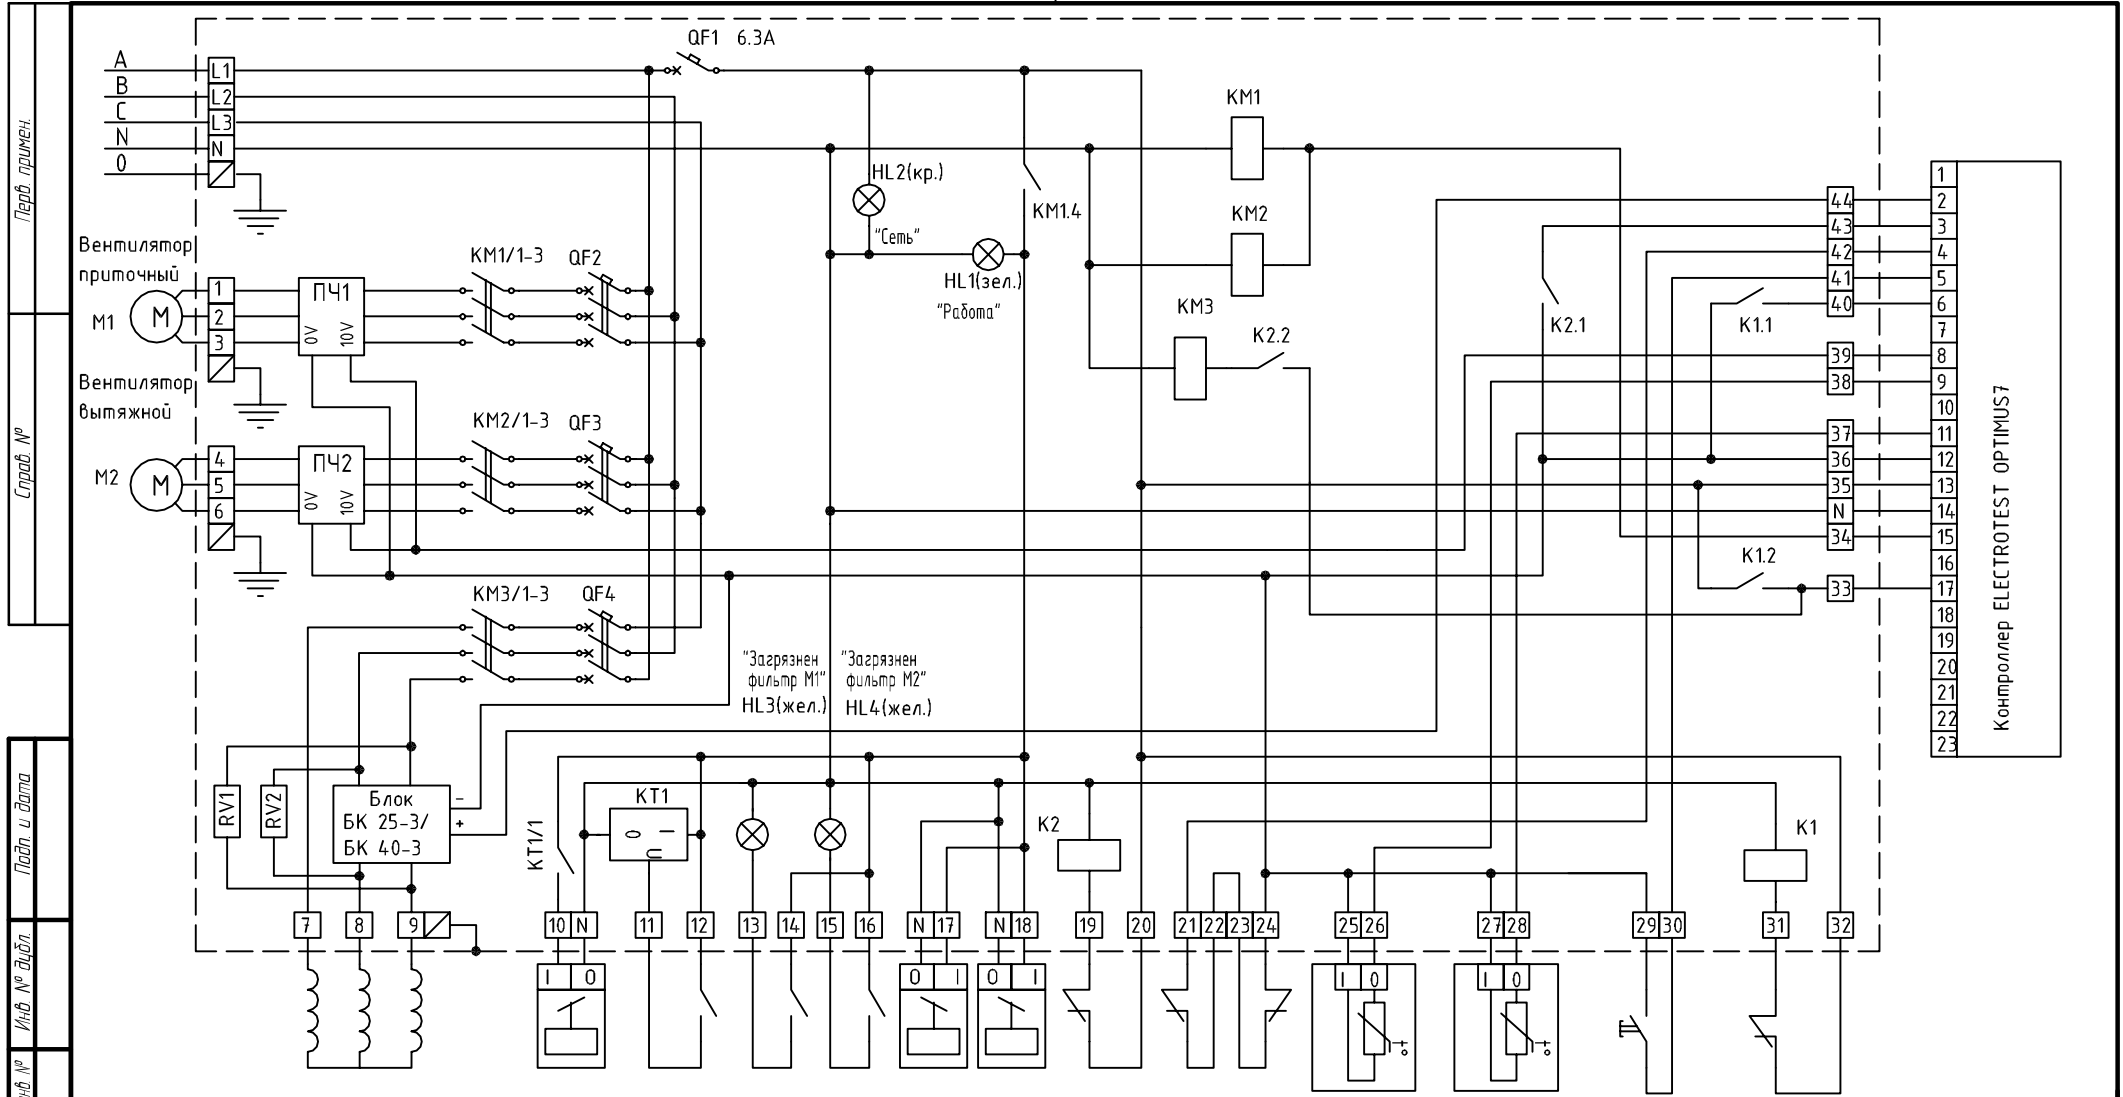 QF1 6.3A
A
B
C
N
0
L1
L2
L3
N
KM1
HL2(кр.)
"Сеть"
KM1.4
KM2
HL1(зел.)
"Работа"
KM3
K2.2
K2.1
K1.1
K1.2
Вентилятор
приточный
M1
M
1
2
3
ПЧ1
0V
10V
KM1/1-3
QF2
Вентилятор
вытяжной
M2
M
4
5
6
ПЧ2
0V
10V
KM2/1-3
QF3
KM3/1-3
QF4
44
43
42
41
40
39
38
37
36
35
N
34
33
1
2
3
4
5
6
7
8
9
10
11
12
13
14
15
16
17
18
19
20
21
22
23
Контроллер ELECTROTEST OPTIMUS7
"Загрязнен
фильтр M1"
HL3(жел.)
"Загрязнен
фильтр M2"
HL4(жел.)
RV1
RV2
Блок
БК 25-3/
БК 40-3
-
+
KT1/1
KT1
0 I
U
K2
K1
7
8
9
10
N
11
12
13
14
15
16
N
17
N
18
19
20
21
22
23
24
25
26
27
28
29
30
31
32
I 0
0 I
0 I
I 0
t°
I 0
t°
Перв. примен.
Справ. №
Подп. и дата
Инв. № дубл.
инв. №